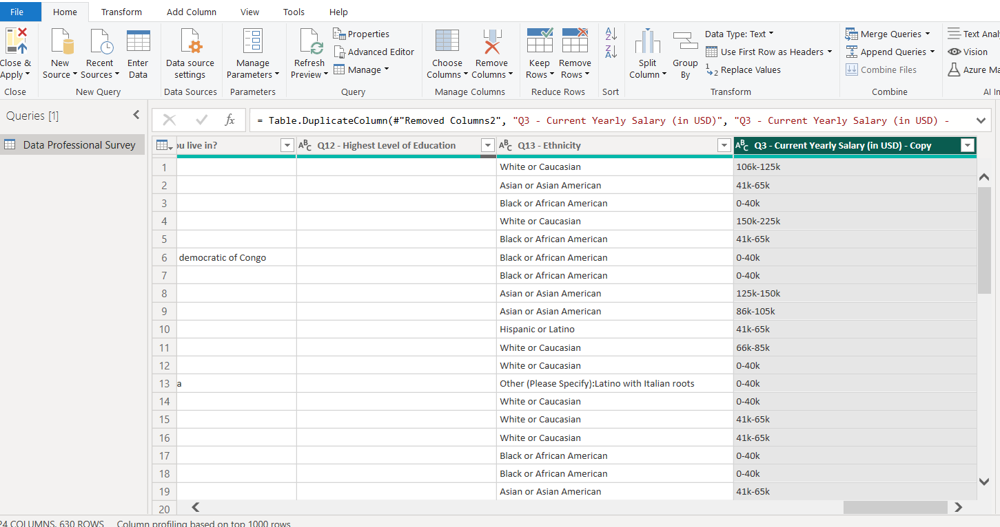 File Home Transform Add Column View Tools Help
Close & Apply New Source Recent Sources Enter Data Data source settings Manage Parameters Refresh Preview Properties Advanced Editor Manage Choose Columns Remove Columns Keep Rows Remove Rows A Z Z A Split Column Group By Data Type: Text Use First Row as Headers 1 2 Replace Values Merge Queries Append Queries Combine Files Text Vision Azure
Close New Query Data Sources Parameters Query Manage Columns Reduce Rows Sort Transform Combine AI
Queries [1]
fx = Table.DuplicateColumn(#"Removed Columns2", "Q3 - Current Yearly Salary (in USD)", "Q3 - Current Yearly Salary (in USD) -
Data Professional Survey
ou live in? ABC Q12 - Highest Level of Education ABC Q13 - Ethnicity ABC Q3 - Current Yearly Salary (in USD) - Copy
1 White or Caucasian 106k-125k
2 Asian or Asian American 41k-65k
3 Black or African American 0-40k
4 White or Caucasian 150k-225k
5 Black or African American 41k-65k
6 democratic of Congo Black or African American 0-40k
7 Black or African American 0-40k
8 Asian or Asian American 125k-150k
9 Asian or Asian American 86k-105k
10 Hispanic or Latino 41k-65k
11 White or Caucasian 66k-85k
12 White or Caucasian 0-40k
13 a Other (Please Specify):Latino with Italian roots 0-40k
14 White or Caucasian 0-40k
15 White or Caucasian 41k-65k
16 White or Caucasian 41k-65k
17 Black or African American 0-40k
18 Black or African American 0-40k
19 Asian or Asian American 41k-65k
20
24 COLUMNS, 630 ROWS Column profiling based on top 1000 rows